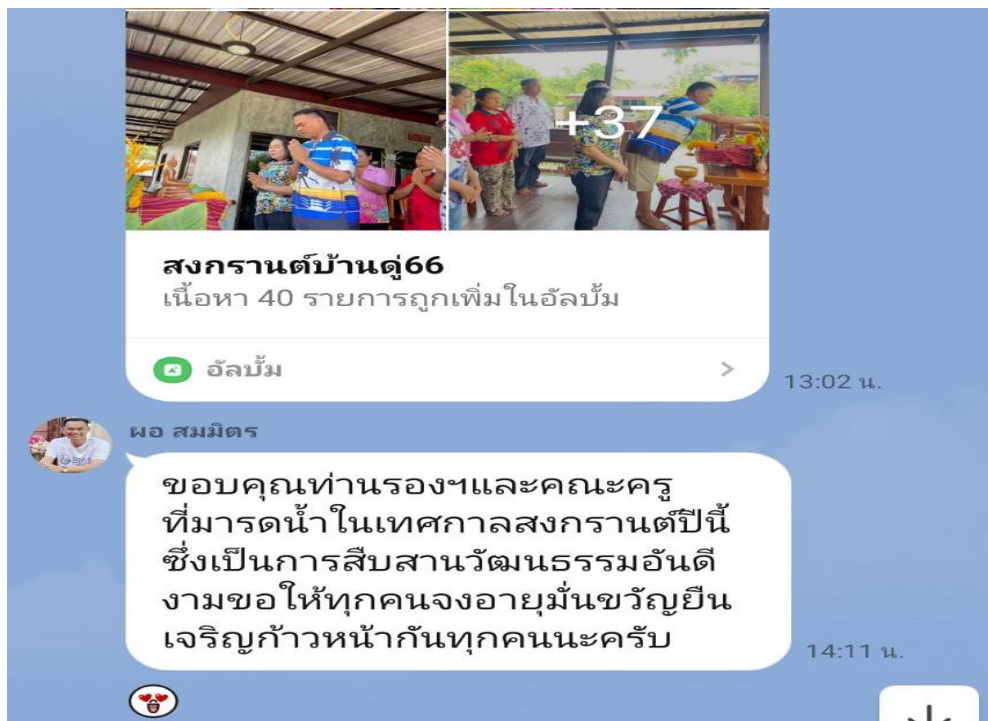 +37
สงกรานต์บ้านดู่66
เนื้อหา 40 รายการถูกเพิ่มในอัลบั้ม
อัลบั้ม
13:02 น.
ผอ สมมิตร
ขอบคุณท่านรองฯและคณะครู
ที่มารดน้ำในเทศกาลสงกรานต์ปีนี้
ซึ่งเป็นการสืบสานวัฒนธรรมอันดี
งามขอให้ทุกคนจงอายุมั่นขวัญยืน
เจริญก้าวหน้ากันทุกคนนะครับ
14:11 น.